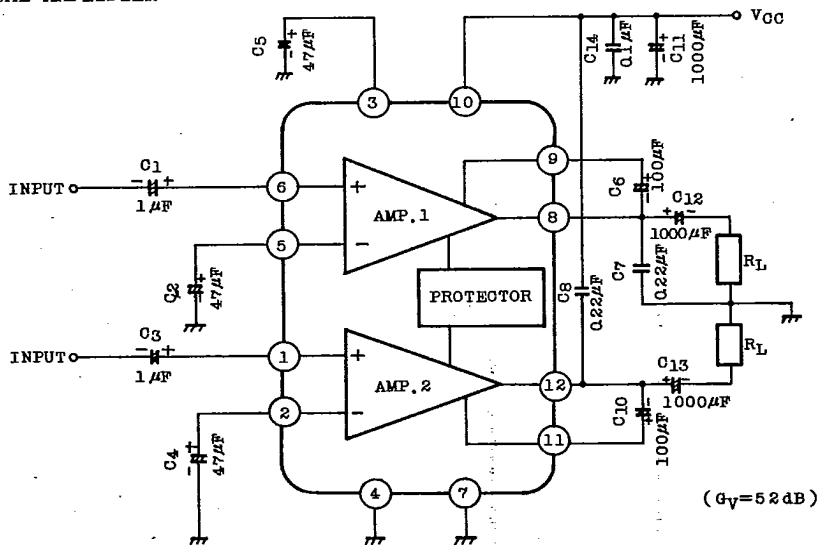 C5
47µF
3
10
C14
0.1µF
C11
1000µF
VCC
INPUT
C1
1µF
6
+
AMP.1
9
8
C6
100µF
C12
1000µF
5
-
C2
47µF
PROTECTOR
C8
0.22µF
C7
0.22µF
RL
RL
INPUT
C3
1µF
1
+
AMP.2
2
-
12
11
C13
1000µF
C10
100µF
C4
47µF
4
7
(GV=52dB)